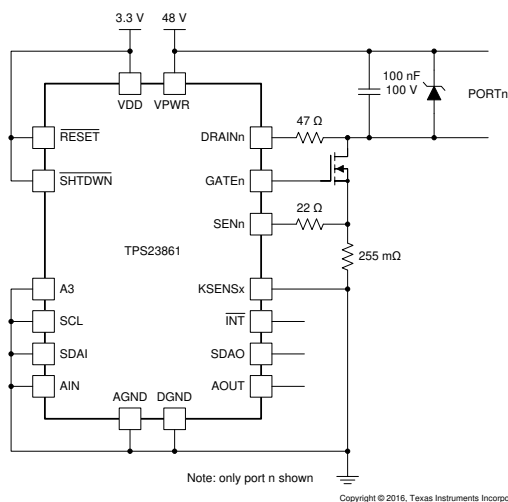 3.3 V
48 V
VDD
VPWR
100 nF
100 V
PORTn
47 Ω
RESET
DRAINn
SHTDWN
GATEn
22 Ω
SENn
TPS23861
255 mΩ
A3
KSENSx
SCL
INT
SDAI
SDAO
AIN
AOUT
AGND
DGND
Note: only port n shown
Copyright © 2016, Texas Instruments Incorpo